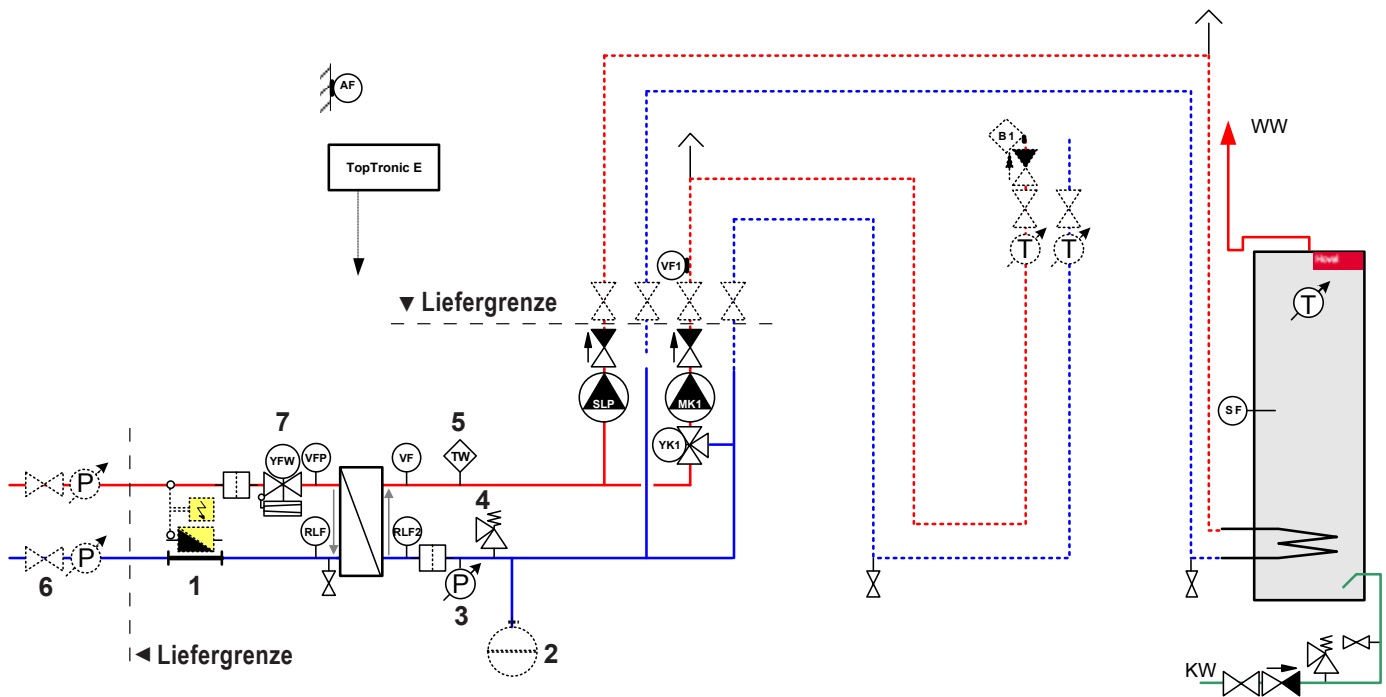 WW
AF
B 1
TopTronic E
T
T
Hoval
VF1
T
▼ Liefergrenze
SLP
MK1
SF
7
5
YK1
YFW
VFP
VF
TW
P
4
RLF
RLF2
P
P
6
1
3
2
◄ Liefergrenze
KW